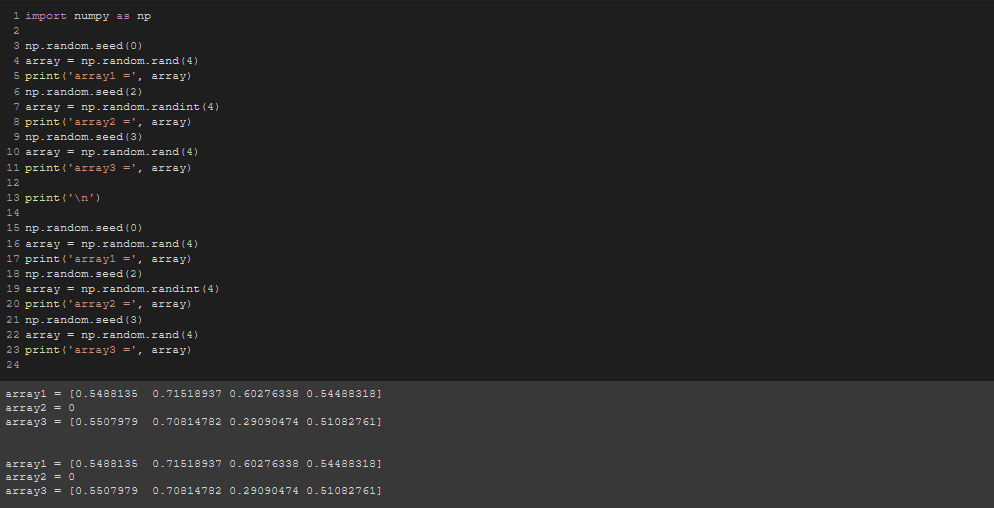 1 import numpy as np
2
3 np.random.seed(0)
4 array = np.random.rand(4)
5 print('array1 =', array)
6 np.random.seed(2)
7 array = np.random.randint(4)
8 print('array2 =', array)
9 np.random.seed(3)
10 array = np.random.rand(4)
11 print('array3 =', array)
12
13 print('\n')
14
15 np.random.seed(0)
16 array = np.random.rand(4)
17 print('array1 =', array)
18 np.random.seed(2)
19 array = np.random.randint(4)
20 print('array2 =', array)
21 np.random.seed(3)
22 array = np.random.rand(4)
23 print('array3 =', array)
24
array1 = [0.5488135  0.71518937 0.60276338 0.54488318]
array2 = 0
array3 = [0.5507979  0.70814782 0.29090474 0.51082761]
array1 = [0.5488135  0.71518937 0.60276338 0.54488318]
array2 = 0
array3 = [0.5507979  0.70814782 0.29090474 0.51082761]